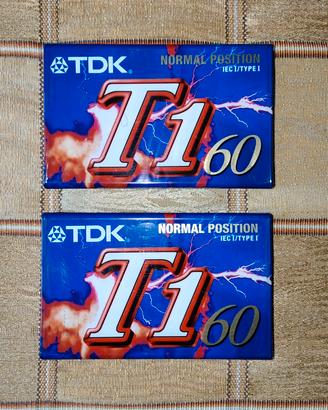 TDK
NORMAL POSITION
IEC I/TYPE I
T1 60
TDK
NORMAL POSITION
IEC I/TYPE I
T1 60